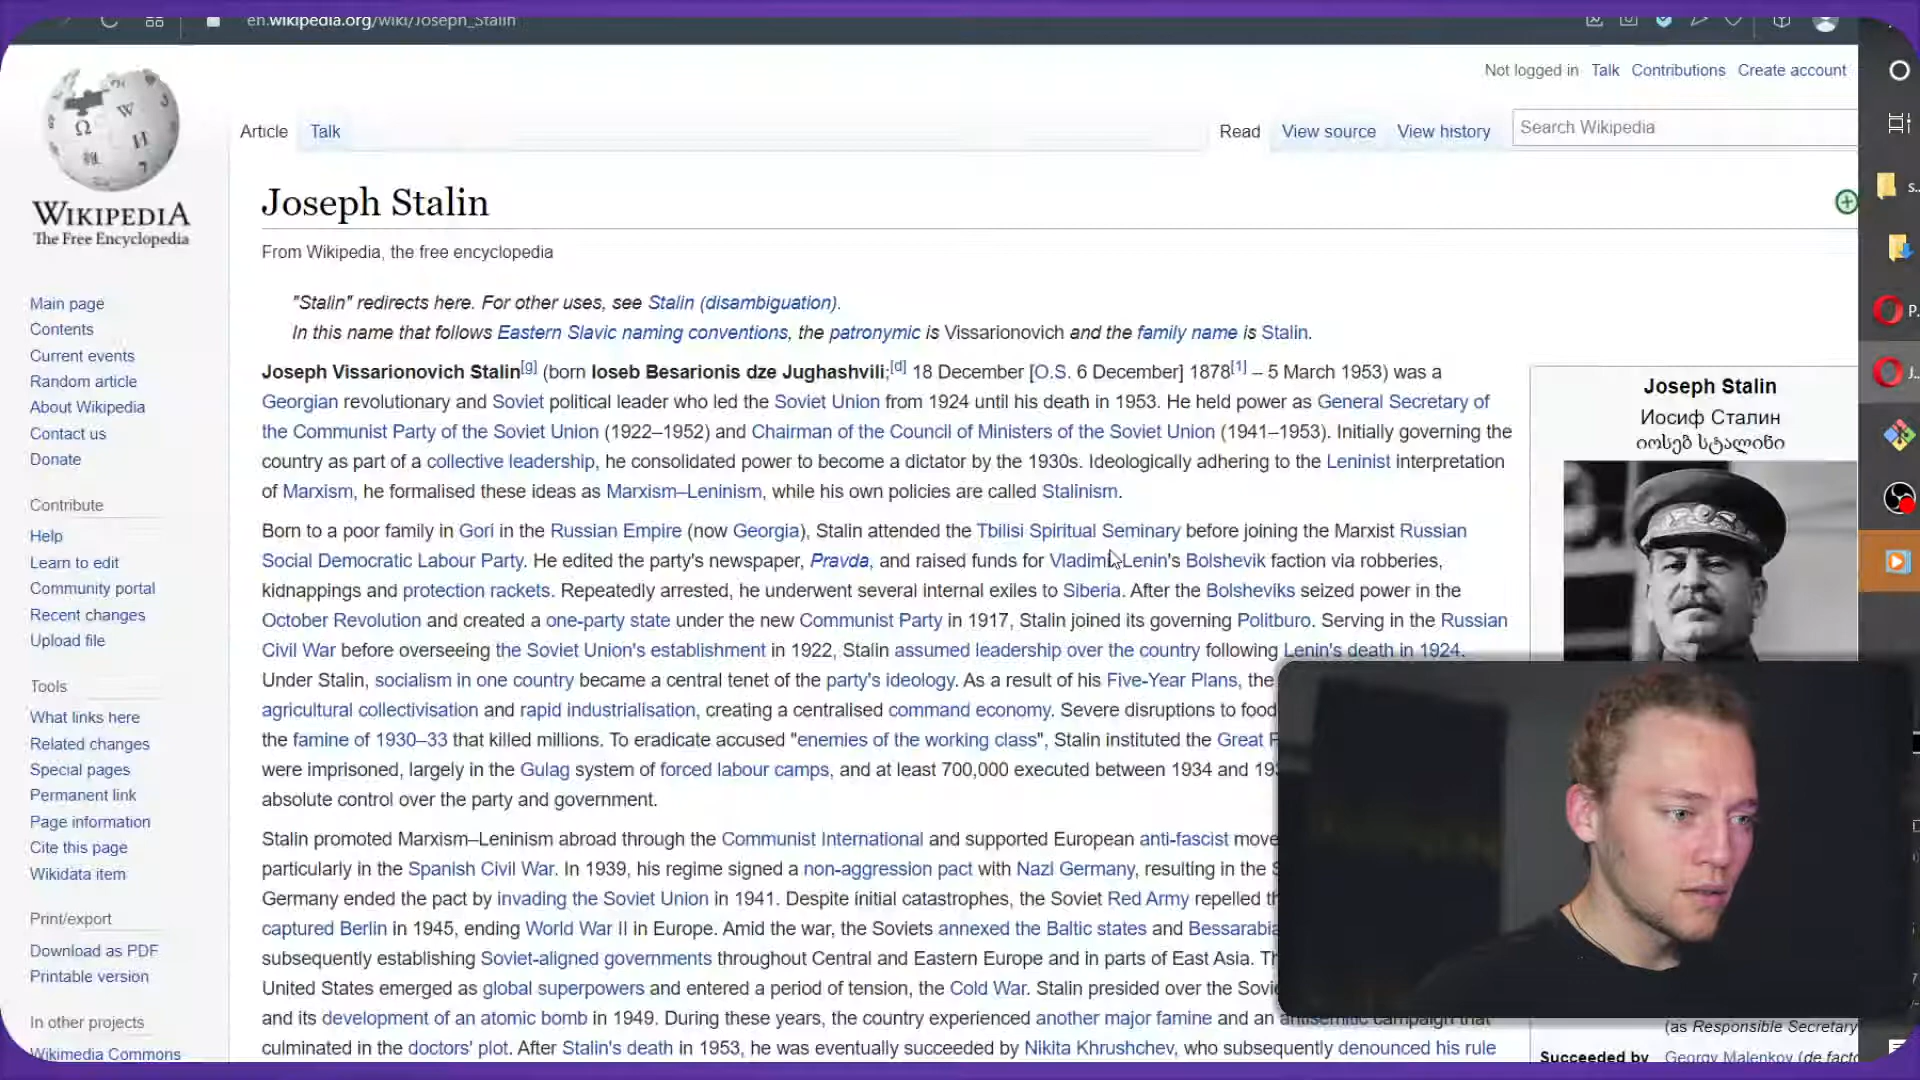 en.wikipedia.org/wiki/Joseph_Stalin
Not logged in Talk Contributions Create account
Article Talk Read View source View history Search Wikipedia
WIKIPEDIA
The Free Encyclopedia
Main page
Contents
Current events
Random article
About Wikipedia
Contact us
Donate
Contribute
Help
Learn to edit
Community portal
Recent changes
Upload file
Tools
What links here
Related changes
Special pages
Permanent link
Page information
Cite this page
Wikidata item
Print/export
Download as PDF
Printable version
In other projects
Wikimedia Commons
Joseph Stalin
From Wikipedia, the free encyclopedia
"Stalin" redirects here. For other uses, see Stalin (disambiguation).
In this name that follows Eastern Slavic naming conventions, the patronymic is Vissarionovich and the family name is Stalin.
Joseph Vissarionovich Stalin[g] (born Ioseb Besarionis dze Jughashvili;[d] 18 December [O.S. 6 December] 1878[1] – 5 March 1953) was a
Georgian revolutionary and Soviet political leader who led the Soviet Union from 1924 until his death in 1953. He held power as General Secretary of
the Communist Party of the Soviet Union (1922–1952) and Chairman of the Council of Ministers of the Soviet Union (1941–1953). Initially governing the
country as part of a collective leadership, he consolidated power to become a dictator by the 1930s. Ideologically adhering to the Leninist interpretation
of Marxism, he formalised these ideas as Marxism–Leninism, while his own policies are called Stalinism.
Born to a poor family in Gori in the Russian Empire (now Georgia), Stalin attended the Tbilisi Spiritual Seminary before joining the Marxist Russian
Social Democratic Labour Party. He edited the party's newspaper, Pravda, and raised funds for Vladimir Lenin's Bolshevik faction via robberies,
kidnappings and protection rackets. Repeatedly arrested, he underwent several internal exiles to Siberia. After the Bolsheviks seized power in the
October Revolution and created a one-party state under the new Communist Party in 1917, Stalin joined its governing Politburo. Serving in the Russian
Civil War before overseeing the Soviet Union's establishment in 1922, Stalin assumed leadership over the country following Lenin's death in 1924.
Under Stalin, socialism in one country became a central tenet of the party's ideology. As a result of his Five-Year Plans, the
agricultural collectivisation and rapid industrialisation, creating a centralised command economy. Severe disruptions to food
the famine of 1930–33 that killed millions. To eradicate accused "enemies of the working class", Stalin instituted the Great
were imprisoned, largely in the Gulag system of forced labour camps, and at least 700,000 executed between 1934 and
absolute control over the party and government.
Stalin promoted Marxism–Leninism abroad through the Communist International and supported European anti-fascist move
particularly in the Spanish Civil War. In 1939, his regime signed a non-aggression pact with Nazi Germany, resulting in the
Germany ended the pact by invading the Soviet Union in 1941. Despite initial catastrophes, the Soviet Red Army repelled
captured Berlin in 1945, ending World War II in Europe. Amid the war, the Soviets annexed the Baltic states and Bessarabia
subsequently establishing Soviet-aligned governments throughout Central and Eastern Europe and in parts of East Asia.
United States emerged as global superpowers and entered a period of tension, the Cold War. Stalin presided over the
and its development of an atomic bomb in 1949. During these years, the country experienced another major famine and an antisemitic campaign that
culminated in the doctors' plot. After Stalin's death in 1953, he was eventually succeeded by Nikita Khrushchev, who subsequently denounced his rule
Joseph Stalin
Иосиф Сталин
იოსებ სტალინი
(as Responsible Secretary
Succeeded by Georgy Malenkov (de facto
s..
P.
J..